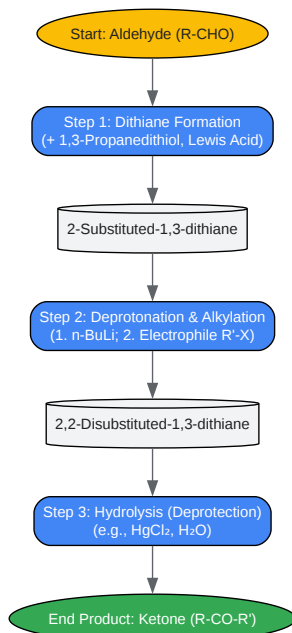 Start: Aldehyde (R-CHO)
Step 1: Dithiane Formation
(+ 1,3-Propanedithiol, Lewis Acid)
2-Substituted-1,3-dithiane
Step 2: Deprotonation & Alkylation
(1. n-BuLi; 2. Electrophile R'-X)
2,2-Disubstituted-1,3-dithiane
Step 3: Hydrolysis (Deprotection)
(e.g., HgCl₂, H₂O)
End Product: Ketone (R-CO-R')